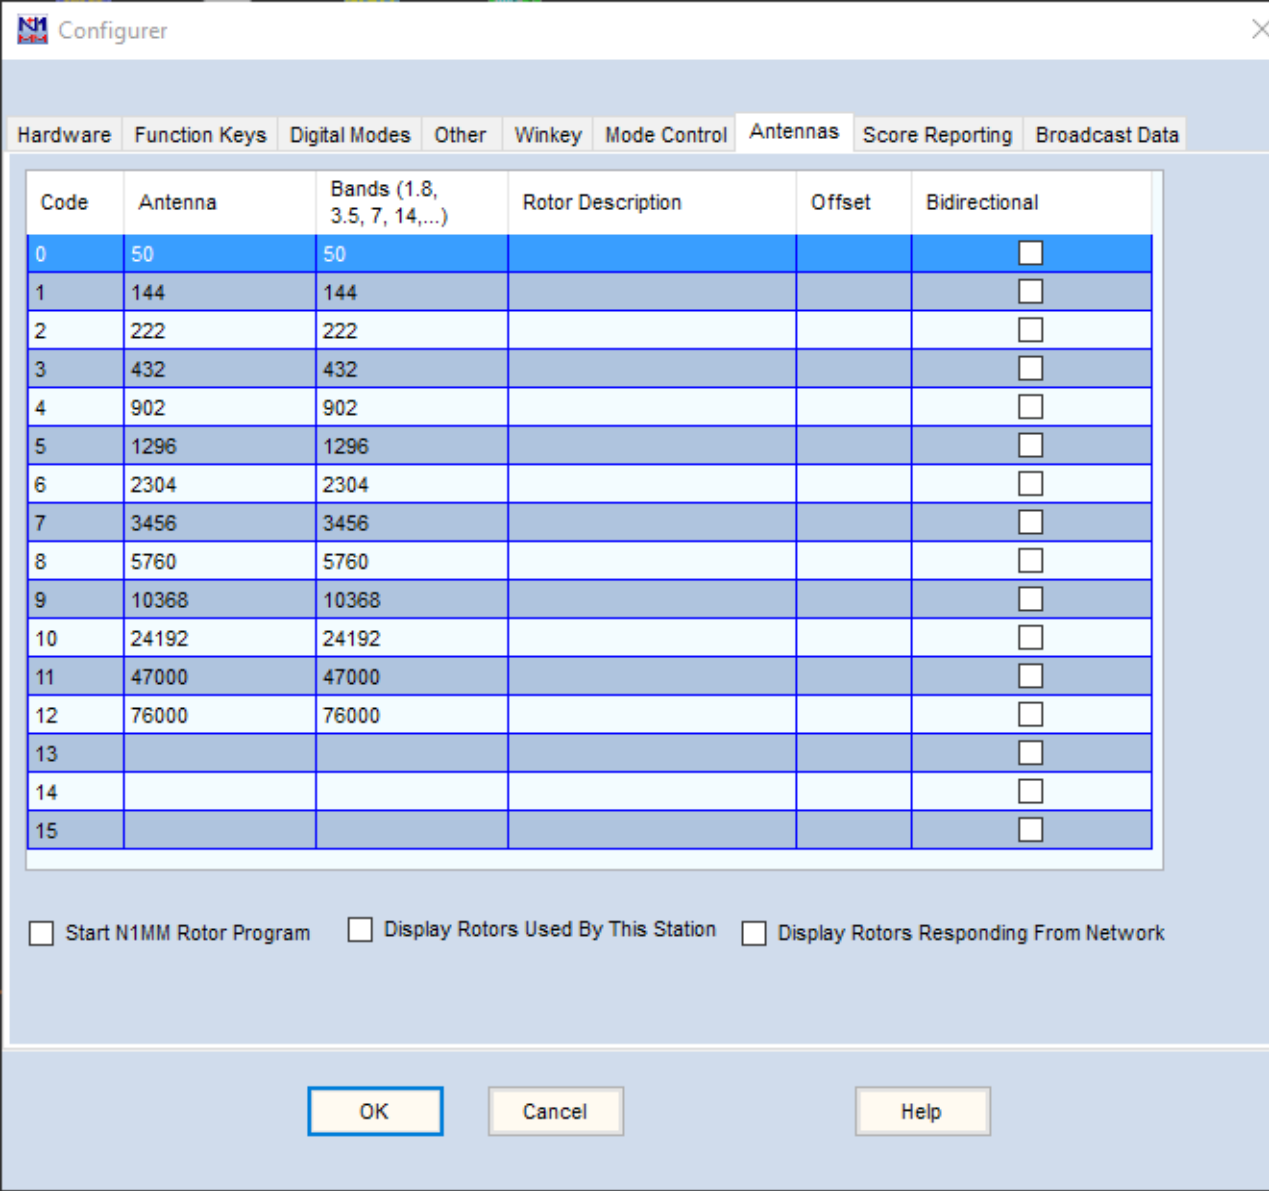 N1
MM
Configurer
Hardware Function Keys Digital Modes Other Winkey Mode Control Antennas Score Reporting Broadcast Data
Code Antenna Bands (1.8, 3.5, 7, 14,...) Rotor Description Offset Bidirectional
0 50 50
1 144 144
2 222 222
3 432 432
4 902 902
5 1296 1296
6 2304 2304
7 3456 3456
8 5760 5760
9 10368 10368
10 24192 24192
11 47000 47000
12 76000 76000
13
14
15
Start N1MM Rotor Program Display Rotors Used By This Station Display Rotors Responding From Network
OK Cancel Help